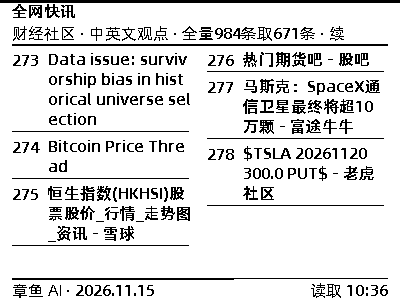 全网快讯
财经社区 · 中英文观点 · 全量984条取671条 · 续
273 Data issue: surviv
orship bias in hist
orical universe sel
ection
274 Bitcoin Price Thre
ad
275 恒生指数(HKHSI)股
票股价_行情_走势图
_资讯 - 雪球
276 热门期货吧 - 股吧
277 马斯克：SpaceX通
信卫星最终将超10
万颗 - 富途牛牛
278 $TSLA 20261120
300.0 PUT$ - 老虎
社区
章鱼 AI · 2026.11.15
读取 10:36